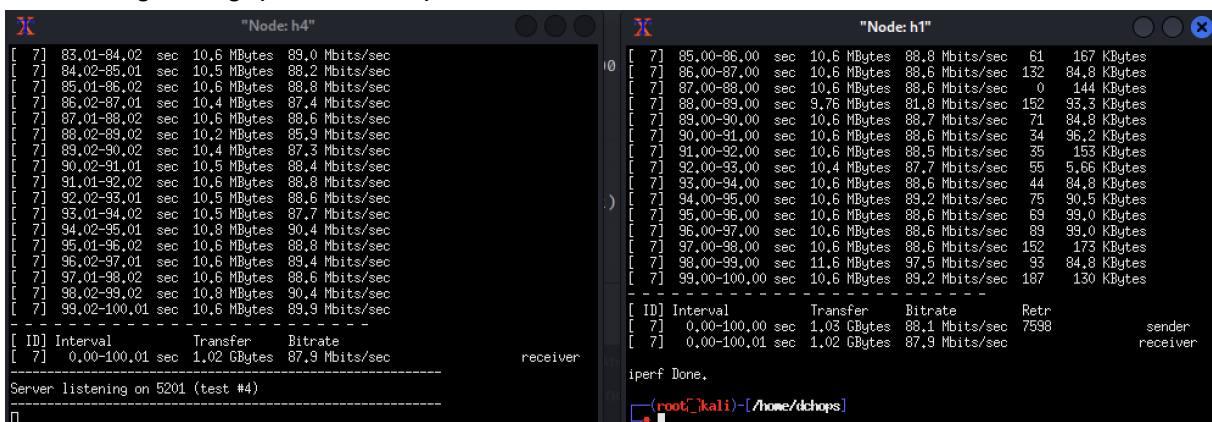 "Node: h4"
[  7]  83.01-84.02  sec  10.6 MBytes  89.0 Mbits/sec
[  7]  84.02-85.01  sec  10.5 MBytes  88.2 Mbits/sec
[  7]  85.01-86.02  sec  10.6 MBytes  88.8 Mbits/sec
[  7]  86.02-87.01  sec  10.4 MBytes  87.4 Mbits/sec
[  7]  87.01-88.02  sec  10.6 MBytes  88.6 Mbits/sec
[  7]  88.02-89.02  sec  10.2 MBytes  85.9 Mbits/sec
[  7]  89.02-90.02  sec  10.4 MBytes  87.3 Mbits/sec
[  7]  90.02-91.01  sec  10.5 MBytes  88.4 Mbits/sec
[  7]  91.01-92.02  sec  10.6 MBytes  88.8 Mbits/sec
[  7]  92.02-93.01  sec  10.5 MBytes  88.6 Mbits/sec
[  7]  93.01-94.02  sec  10.5 MBytes  87.7 Mbits/sec
[  7]  94.02-95.01  sec  10.8 MBytes  90.4 Mbits/sec
[  7]  95.01-96.02  sec  10.6 MBytes  88.8 Mbits/sec
[  7]  96.02-97.01  sec  10.6 MBytes  89.4 Mbits/sec
[  7]  97.01-98.02  sec  10.6 MBytes  88.6 Mbits/sec
[  7]  98.02-99.02  sec  10.8 MBytes  90.4 Mbits/sec
[  7]  99.02-100.01 sec  10.6 MBytes  89.9 Mbits/sec
- - - - - - - - - - - - - - - - - - - - - - - - -
[ ID] Interval           Transfer     Bitrate
[  7]   0.00-100.01 sec  1.02 GBytes  87.9 Mbits/sec                  receiver
-----------------------------------------------------------
Server listening on 5201 (test #4)
-----------------------------------------------------------
"Node: h1"
[  7]  85.00-86.00  sec  10.6 MBytes  88.8 Mbits/sec   61    167 KBytes
[  7]  86.00-87.00  sec  10.6 MBytes  88.6 Mbits/sec  132   84.8 KBytes
[  7]  87.00-88.00  sec  10.6 MBytes  88.6 Mbits/sec    0    144 KBytes
[  7]  88.00-89.00  sec  9.76 MBytes  81.8 Mbits/sec  152   93.3 KBytes
[  7]  89.00-90.00  sec  10.6 MBytes  88.7 Mbits/sec   71   84.8 KBytes
[  7]  90.00-91.00  sec  10.6 MBytes  88.6 Mbits/sec   34   96.2 KBytes
[  7]  91.00-92.00  sec  10.6 MBytes  88.5 Mbits/sec   35    153 KBytes
[  7]  92.00-93.00  sec  10.4 MBytes  87.7 Mbits/sec   55   5.66 KBytes
[  7]  93.00-94.00  sec  10.6 MBytes  88.6 Mbits/sec   44   84.8 KBytes
[  7]  94.00-95.00  sec  10.6 MBytes  89.2 Mbits/sec   75   90.5 KBytes
[  7]  95.00-96.00  sec  10.6 MBytes  88.6 Mbits/sec   69   99.0 KBytes
[  7]  96.00-97.00  sec  10.6 MBytes  88.6 Mbits/sec   89   99.0 KBytes
[  7]  97.00-98.00  sec  10.6 MBytes  88.6 Mbits/sec  152    173 KBytes
[  7]  98.00-99.00  sec  11.6 MBytes  97.5 Mbits/sec   93   84.8 KBytes
[  7]  99.00-100.00 sec  10.6 MBytes  89.2 Mbits/sec  187    130 KBytes
- - - - - - - - - - - - - - - - - - - - - - - - -
[ ID] Interval           Transfer     Bitrate         Retr
[  7]   0.00-100.00 sec  1.03 GBytes  88.1 Mbits/sec  7598             sender
[  7]   0.00-100.01 sec  1.02 GBytes  87.9 Mbits/sec                  receiver
iperf Done.
(root kali)-[/home/dchops]